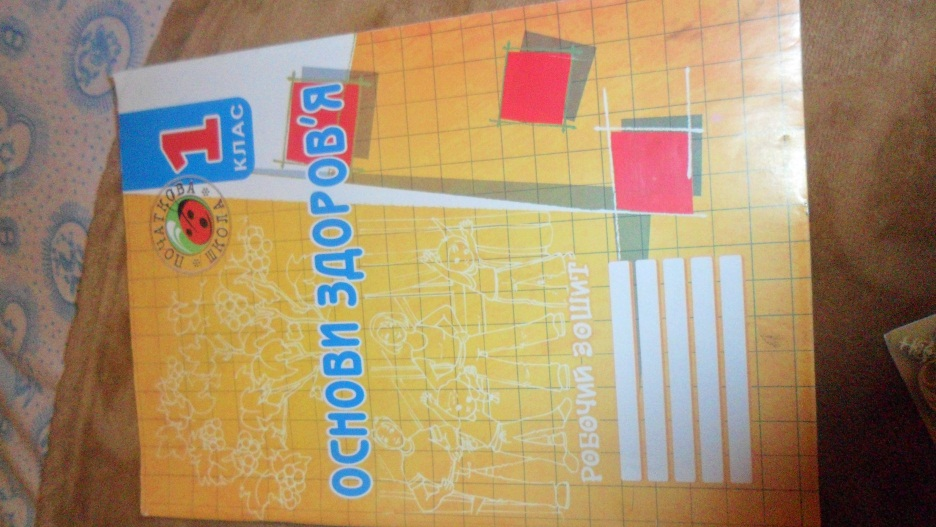 1
КЛАС
ПОЧАТКОВА
ШКОЛА
ОСНОВИ ЗДОРОВ'Я
РОБОЧИЙ ЗОШИТ